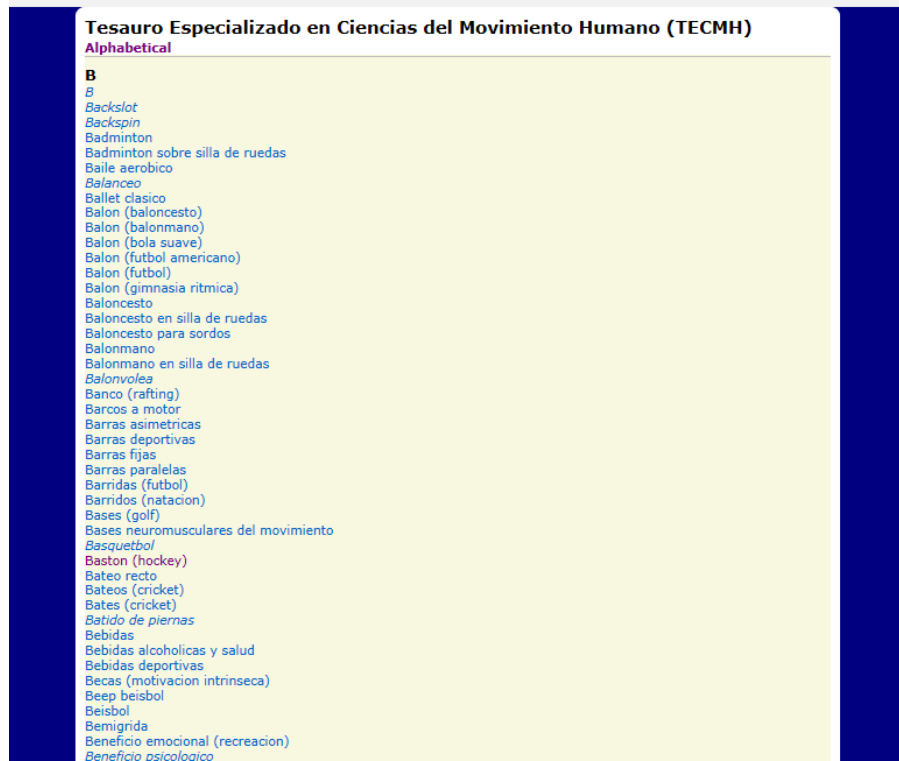 Tesauro Especializado en Ciencias del Movimiento Humano (TECMH)
Alphabetical
B
B
Backslot
Backspin
Badminton
Badminton sobre silla de ruedas
Baile aerobico
Balanceo
Ballet clasico
Balon (baloncesto)
Balon (balonmano)
Balon (bola suave)
Balon (futbol americano)
Balon (futbol)
Balon (gimnasia ritmica)
Baloncesto
Baloncesto en silla de ruedas
Baloncesto para sordos
Balonmano
Balonmano en silla de ruedas
Balonvolea
Banco (rafting)
Barcos a motor
Barras asimetricas
Barras deportivas
Barras fijas
Barras paralelas
Barridas (futbol)
Barridos (natacion)
Bases (golf)
Bases neuromusculares del movimiento
Basquetbol
Baston (hockey)
Bateo recto
Bateos (cricket)
Bates (cricket)
Batido de piernas
Bebidas
Bebidas alcoholicas y salud
Bebidas deportivas
Becas (motivacion intrinseca)
Beep beisbol
Beisbol
Bemigrida
Beneficio emocional (recreacion)
Beneficio psicologico